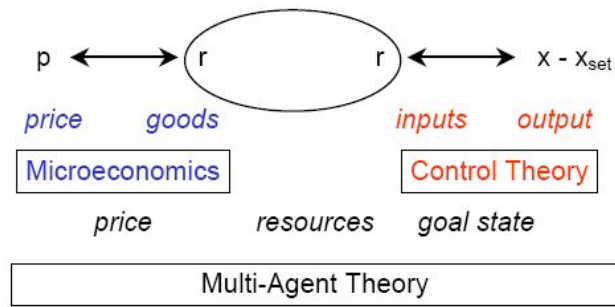 p r r x - xset
price goods inputs output
Microeconomics Control Theory
price resources goal state
Multi-Agent Theory